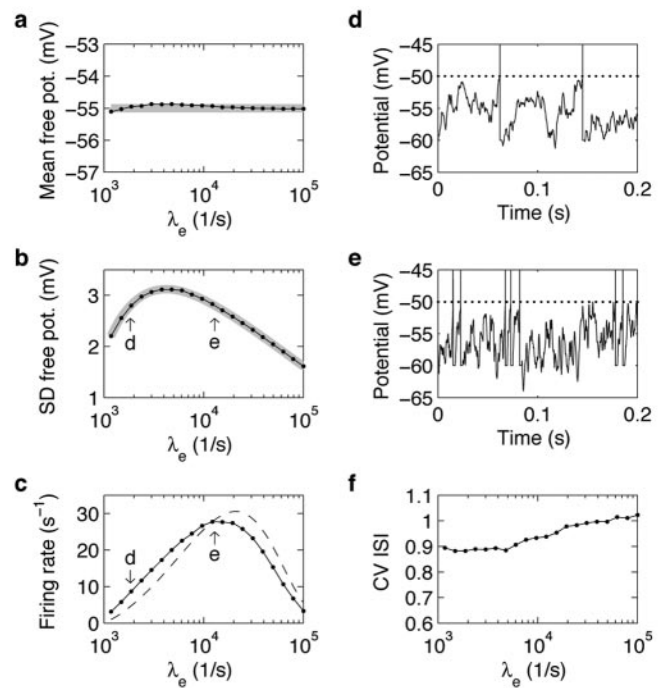 a
Mean free pot. (mV)
−53
−54
−55
−56
−57
10³ 10⁴ 10⁵
λe (1/s)
b
SD free pot. (mV)
3
2
1
d
e
10³ 10⁴ 10⁵
λe (1/s)
c
Firing rate (s⁻¹)
30
20
10
0
d
e
10³ 10⁴ 10⁵
λe (1/s)
d
Potential (mV)
−45
−50
−55
−60
−65
0 0.1 0.2
Time (s)
e
Potential (mV)
−45
−50
−55
−60
−65
0 0.1 0.2
Time (s)
f
CV ISI
1.1
1
0.9
0.8
0.7
0.6
10³ 10⁴ 10⁵
λe (1/s)